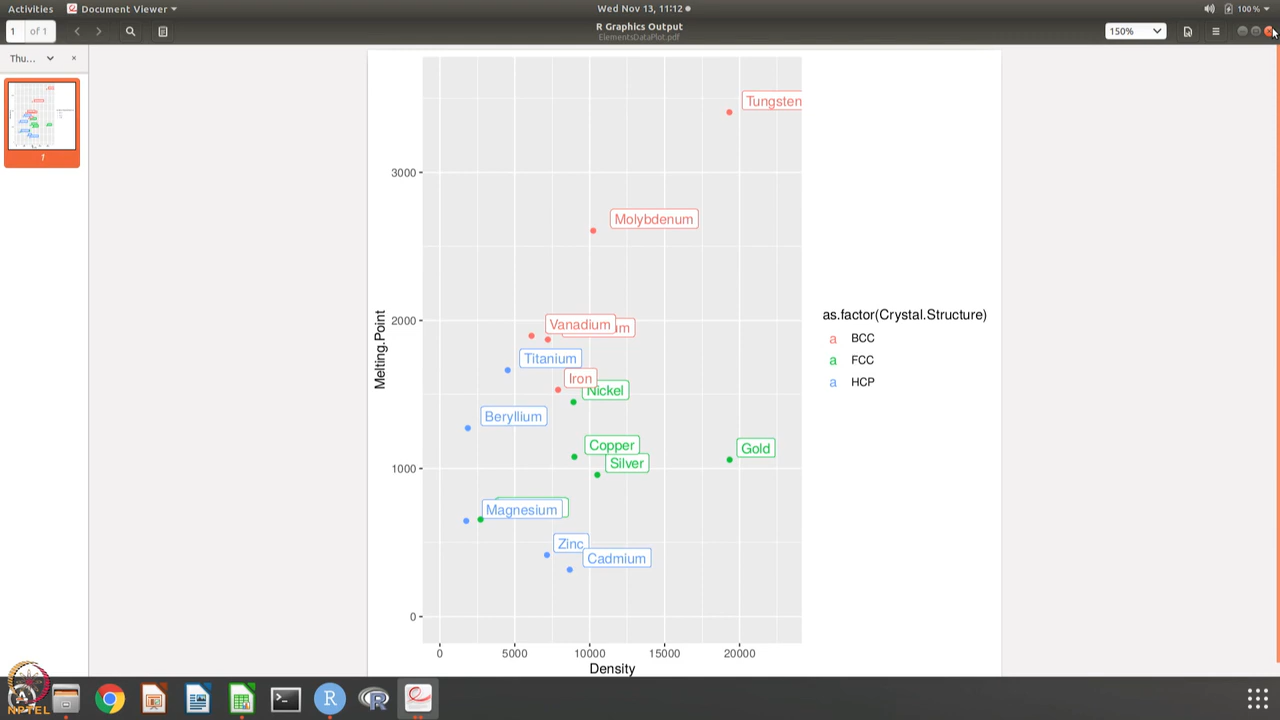 Activities Document Viewer Wed Nov 13, 11:12 100 %
R Graphics Output
ElementsDataPlot.pdf
1 of 1 150%
Thu...
1
Tungsten
3000
Molybdenum
2000
Vanadium um
Titanium
Iron
Nickel
Beryllium
Copper
Silver
Gold
1000
Magnesium
Zinc
Cadmium
0
0 5000 10000 15000 20000
Density
Melting.Point
as.factor(Crystal.Structure)
a BCC
a FCC
a HCP
NPTEL